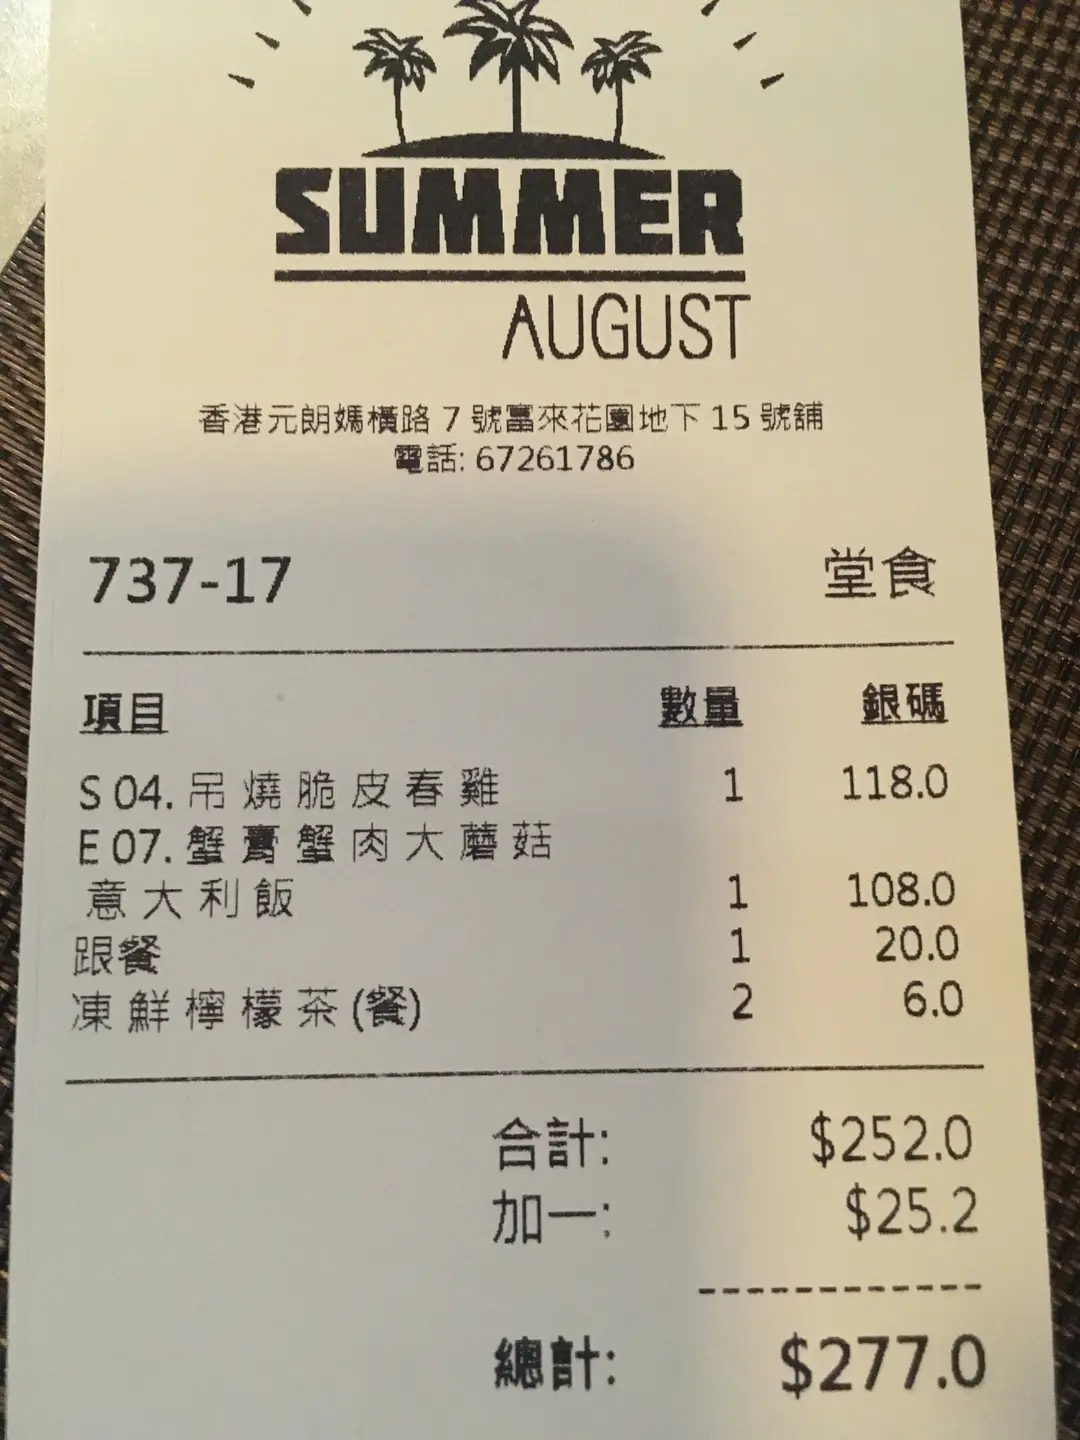 SUMMER
AUGUST
香港元朗媽橫路 7 號富來花園地下 15 號舖
電話: 67261786
737-17 堂食
項目 數量 銀碼
S 04. 吊燒脆皮春雞 1 118.0
E 07. 蟹膏蟹肉大蘑菇
意大利飯 1 108.0
跟餐 1 20.0
凍鮮檸檬茶(餐) 2 6.0
合計: $252.0
加一: $25.2
------------
總計: $277.0